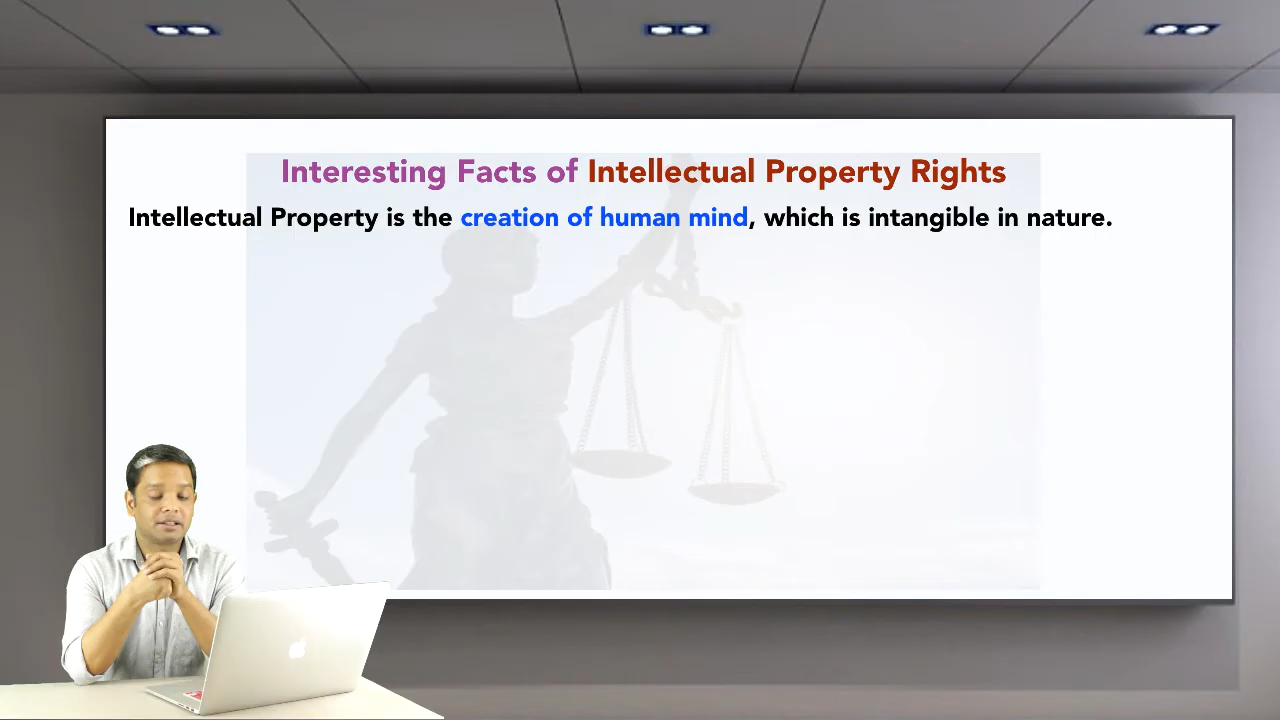 Interesting Facts of Intellectual Property Rights
Intellectual Property is the creation of human mind, which is intangible in nature.